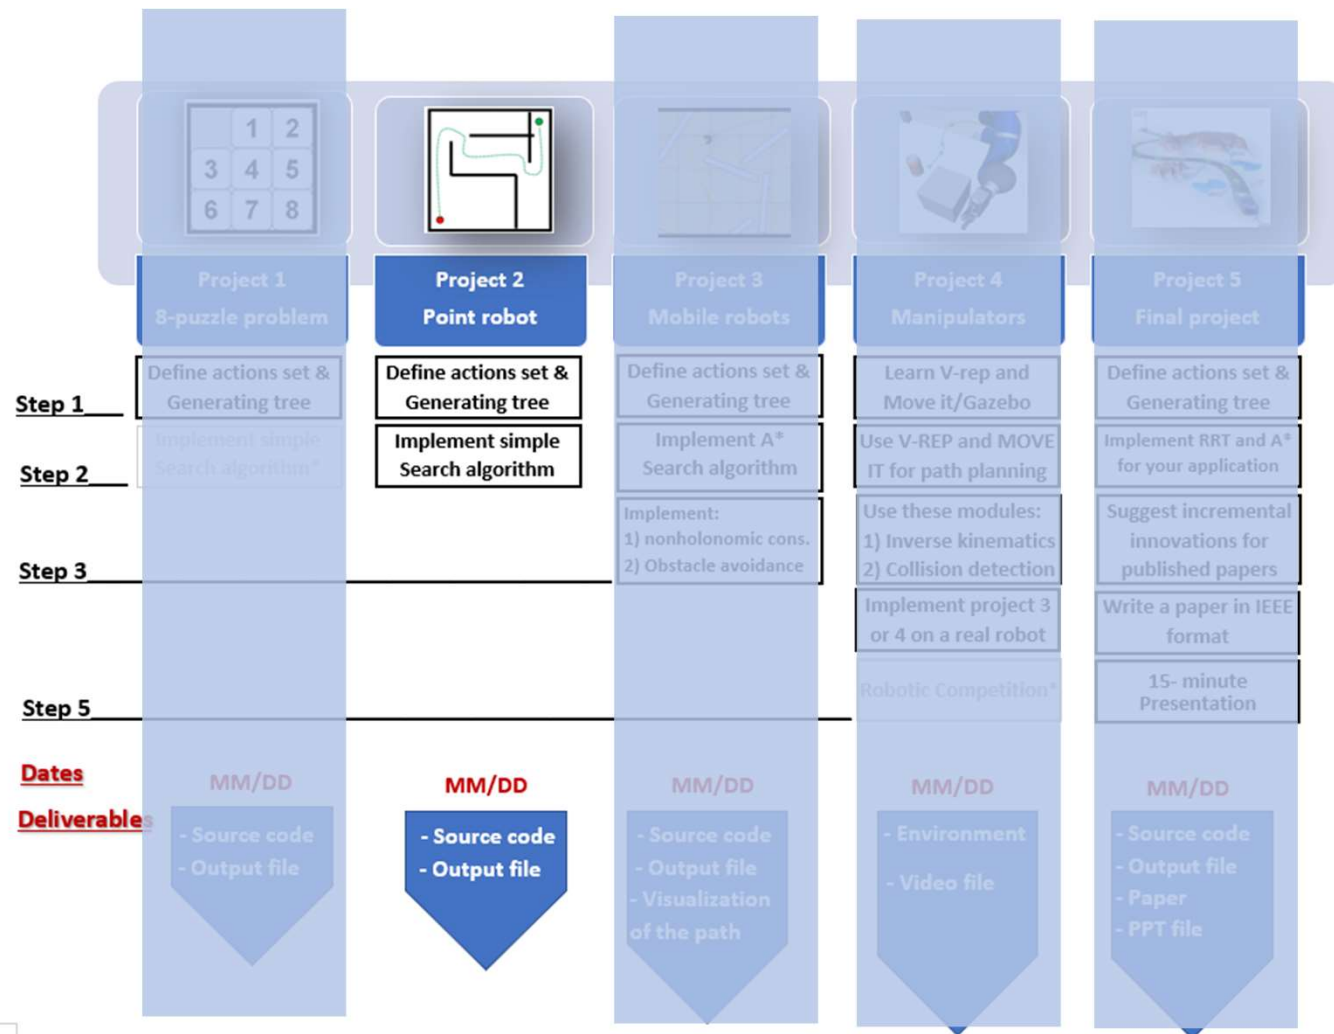 1 2
3 4 5
6 7 8
Project 1
8-puzzle problem
Project 2
Point robot
Project 3
Mobile robots
Project 4
Manipulators
Project 5
Final project
Step 1
Define actions set &
Generating tree
Define actions set &
Generating tree
Define actions set &
Generating tree
Learn V-rep and
Move it/Gazebo
Define actions set &
Generating tree
Step 2
Implement simple
Search algorithm*
Implement simple
Search algorithm
Implement A*
Search algorithm
Use V-REP and MOVE
IT for path planning
Implement RRT and A*
for your application
Step 3
Implement:
1) nonholonomic cons.
2) Obstacle avoidance
Use these modules:
1) Inverse kinematics
2) Collision detection
Suggest incremental
innovations for
published papers
Implement project 3
or 4 on a real robot
Write a paper in IEEE
format
Step 5
Robotic Competition*
15- minute
Presentation
Dates
MM/DD
MM/DD
MM/DD
MM/DD
MM/DD
Deliverables
- Source code
- Output file
- Source code
- Output file
- Source code
- Output file
- Visualization
of the path
- Environment
- Video file
- Source code
- Output file
- Paper
- PPT file